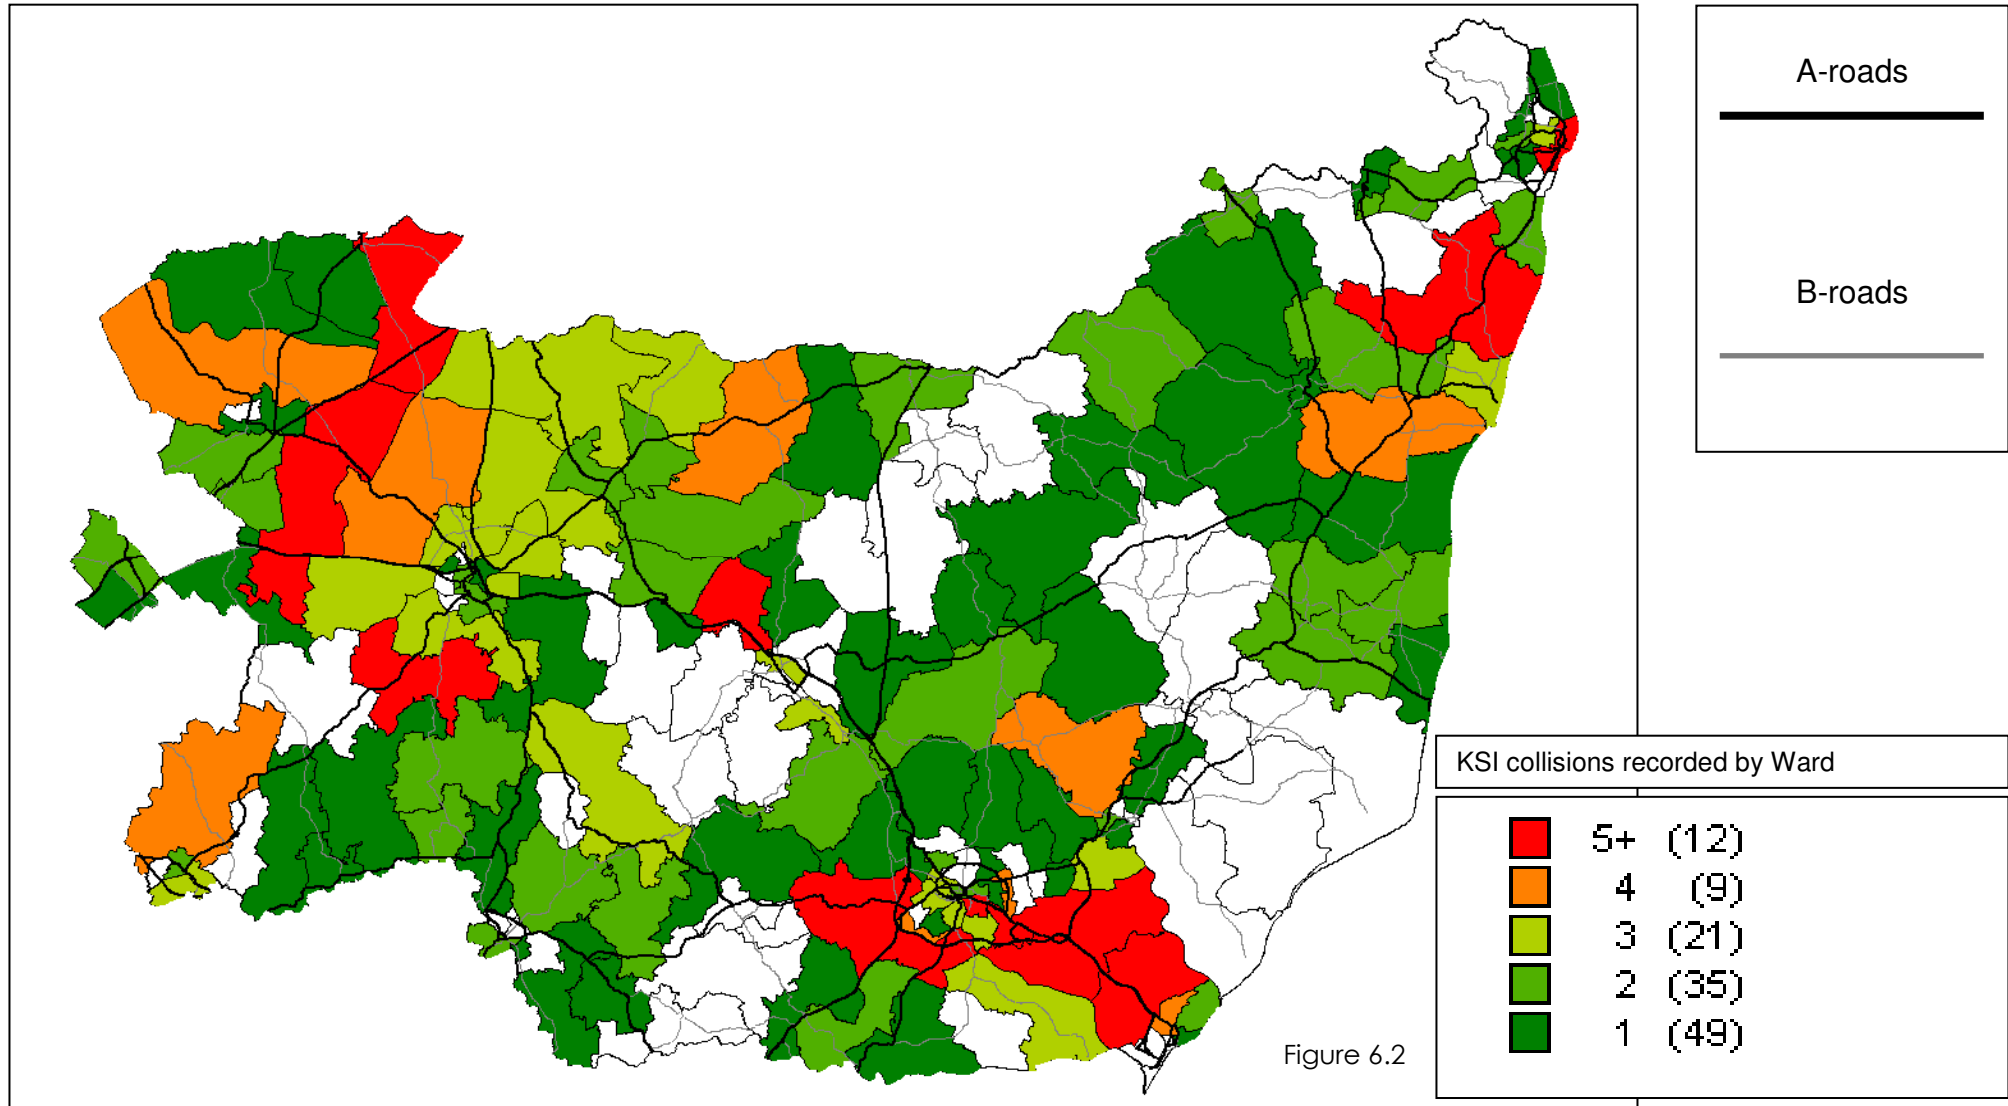 A-roads
B-roads
KSI collisions recorded by Ward
5+ (12)
4 (9)
3 (21)
2 (35)
1 (49)
Figure 6.2